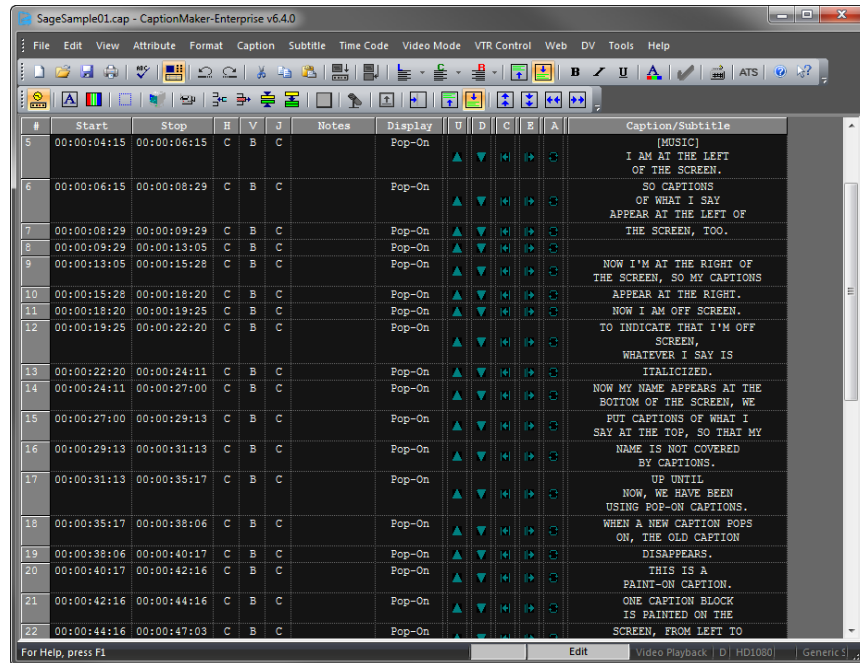 SageSample01.cap - CaptionMaker-Enterprise v6.4.0
File Edit View Attribute Format Caption Subtitle Time Code Video Mode VTR Control Web DV Tools Help
B I U A ATS
A
# Start Stop H V J Notes Display U D C E A Caption/Subtitle
5 00:00:04:15 00:00:06:15 C B C Pop-On [MUSIC]
I AM AT THE LEFT
OF THE SCREEN.
6 00:00:06:15 00:00:08:29 C B C Pop-On SO CAPTIONS
OF WHAT I SAY
APPEAR AT THE LEFT OF
7 00:00:08:29 00:00:09:29 C B C Pop-On THE SCREEN, TOO.
8 00:00:09:29 00:00:13:05 C B C Pop-On
9 00:00:13:05 00:00:15:28 C B C Pop-On NOW I'M AT THE RIGHT OF
THE SCREEN, SO MY CAPTIONS
10 00:00:15:28 00:00:18:20 C B C Pop-On APPEAR AT THE RIGHT.
11 00:00:18:20 00:00:19:25 C B C Pop-On NOW I AM OFF SCREEN.
12 00:00:19:25 00:00:22:20 C B C Pop-On TO INDICATE THAT I'M OFF
SCREEN,
WHATEVER I SAY IS
13 00:00:22:20 00:00:24:11 C B C Pop-On ITALICIZED.
14 00:00:24:11 00:00:27:00 C B C Pop-On NOW MY NAME APPEARS AT THE
BOTTOM OF THE SCREEN, WE
15 00:00:27:00 00:00:29:13 C B C Pop-On PUT CAPTIONS OF WHAT I
SAY AT THE TOP, SO THAT MY
16 00:00:29:13 00:00:31:13 C B C Pop-On NAME IS NOT COVERED
BY CAPTIONS.
17 00:00:31:13 00:00:35:17 C B C Pop-On UP UNTIL
NOW, WE HAVE BEEN
USING POP-ON CAPTIONS.
18 00:00:35:17 00:00:38:06 C B C Pop-On WHEN A NEW CAPTION POPS
ON, THE OLD CAPTION
19 00:00:38:06 00:00:40:17 C B C Pop-On DISAPPEARS.
20 00:00:40:17 00:00:42:16 C B C Pop-On THIS IS A
PAINT-ON CAPTION.
21 00:00:42:16 00:00:44:16 C B C Pop-On ONE CAPTION BLOCK
IS PAINTED ON THE
22 00:00:44:16 00:00:47:03 C B C Pop-On SCREEN, FROM LEFT TO
For Help, press F1 Edit Video Playback D HD1080 Generic